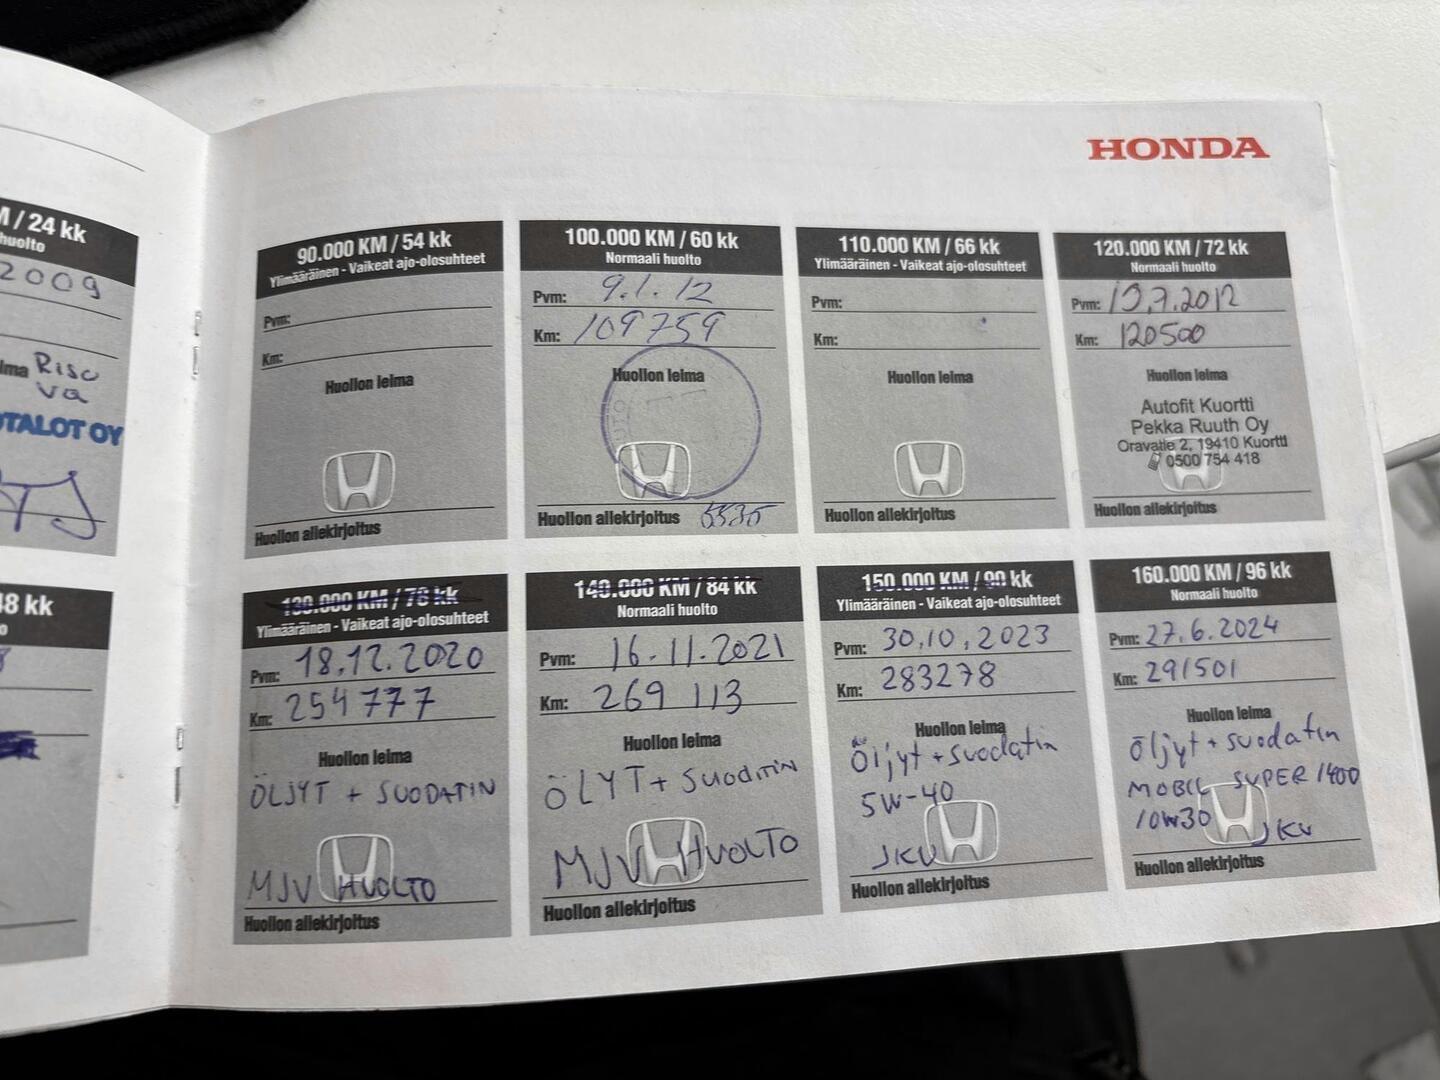 HONDA
/ 24 kk
huolto
2009
Risc
va
OTALOT OY
48 kk
90.000 KM / 54 kk
Ylimääräinen - Vaikeat ajo-olosuhteet
Pvm:
Km:
Huollon leima
Huollon allekirjoitus
100.000 KM / 60 kk
Normaali huolto
Pvm: 9.1.12
Km: 109759
Huollon leima
Huollon allekirjoitus
110.000 KM / 66 kk
Ylimääräinen - Vaikeat ajo-olosuhteet
Pvm:
Km:
Huollon leima
Huollon allekirjoitus
120.000 KM / 72 kk
Normaali huolto
Pvm: 19.7.2012
Km: 120500
Huollon leima
Autofit Kuortti
Pekka Ruuth Oy
Oravatie 2, 19410 Kuortti
0500 754 418
Huollon allekirjoitus
130.000 KM / 78 kk
Ylimääräinen - Vaikeat ajo-olosuhteet
Pvm: 18.12.2020
Km: 254777
Huollon leima
ÖLJYT + SUODATIN
MJV HUOLTO
Huollon allekirjoitus
140.000 KM / 84 kk
Normaali huolto
Pvm: 16.11.2021
Km: 269 113
Huollon leima
ÖLYT + SUODITIN
MJV HUOLTO
Huollon allekirjoitus
150.000 KM / 90 kk
Ylimääräinen - Vaikeat ajo-olosuhteet
Pvm: 30.10.2023
Km: 283278
Huollon leima
Öljyt + suodatin
5W-40
JKV
Huollon allekirjoitus
160.000 KM / 96 kk
Normaali huolto
Pvm: 27.6.2024
Km: 291501
Huollon leima
Öljyt + suodatin
MOBIL SUPER 1400
10W30 JKV
Huollon allekirjoitus